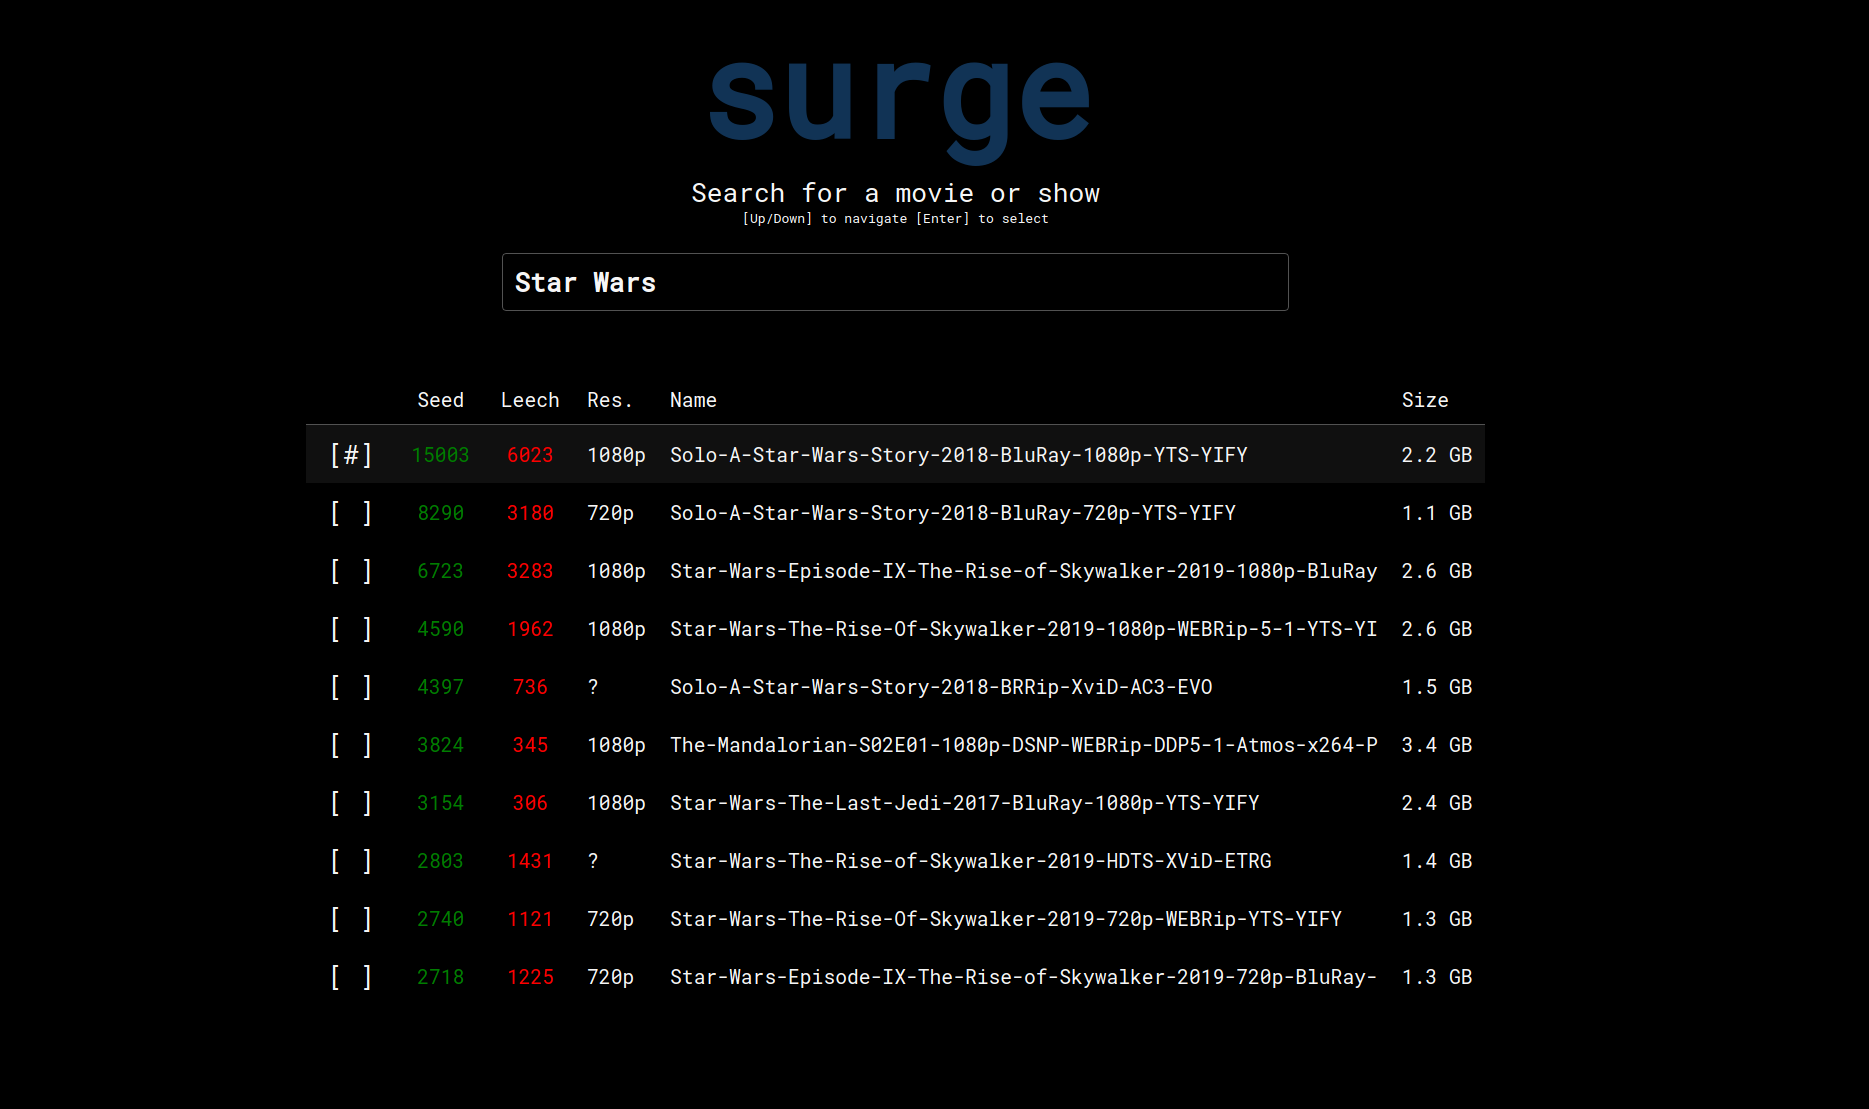 surge
Search for a movie or show
[Up/Down] to navigate [Enter] to select
Star Wars
Seed Leech Res. Name Size
[#] 15003 6023 1080p Solo-A-Star-Wars-Story-2018-BluRay-1080p-YTS-YIFY 2.2 GB
[ ] 8290 3180 720p Solo-A-Star-Wars-Story-2018-BluRay-720p-YTS-YIFY 1.1 GB
[ ] 6723 3283 1080p Star-Wars-Episode-IX-The-Rise-of-Skywalker-2019-1080p-BluRay 2.6 GB
[ ] 4590 1962 1080p Star-Wars-The-Rise-Of-Skywalker-2019-1080p-WEBRip-5-1-YTS-YI 2.6 GB
[ ] 4397 736 ? Solo-A-Star-Wars-Story-2018-BRRip-XviD-AC3-EVO 1.5 GB
[ ] 3824 345 1080p The-Mandalorian-S02E01-1080p-DSNP-WEBRip-DDP5-1-Atmos-x264-P 3.4 GB
[ ] 3154 306 1080p Star-Wars-The-Last-Jedi-2017-BluRay-1080p-YTS-YIFY 2.4 GB
[ ] 2803 1431 ? Star-Wars-The-Rise-of-Skywalker-2019-HDTS-XViD-ETRG 1.4 GB
[ ] 2740 1121 720p Star-Wars-The-Rise-Of-Skywalker-2019-720p-WEBRip-YTS-YIFY 1.3 GB
[ ] 2718 1225 720p Star-Wars-Episode-IX-The-Rise-of-Skywalker-2019-720p-BluRay- 1.3 GB